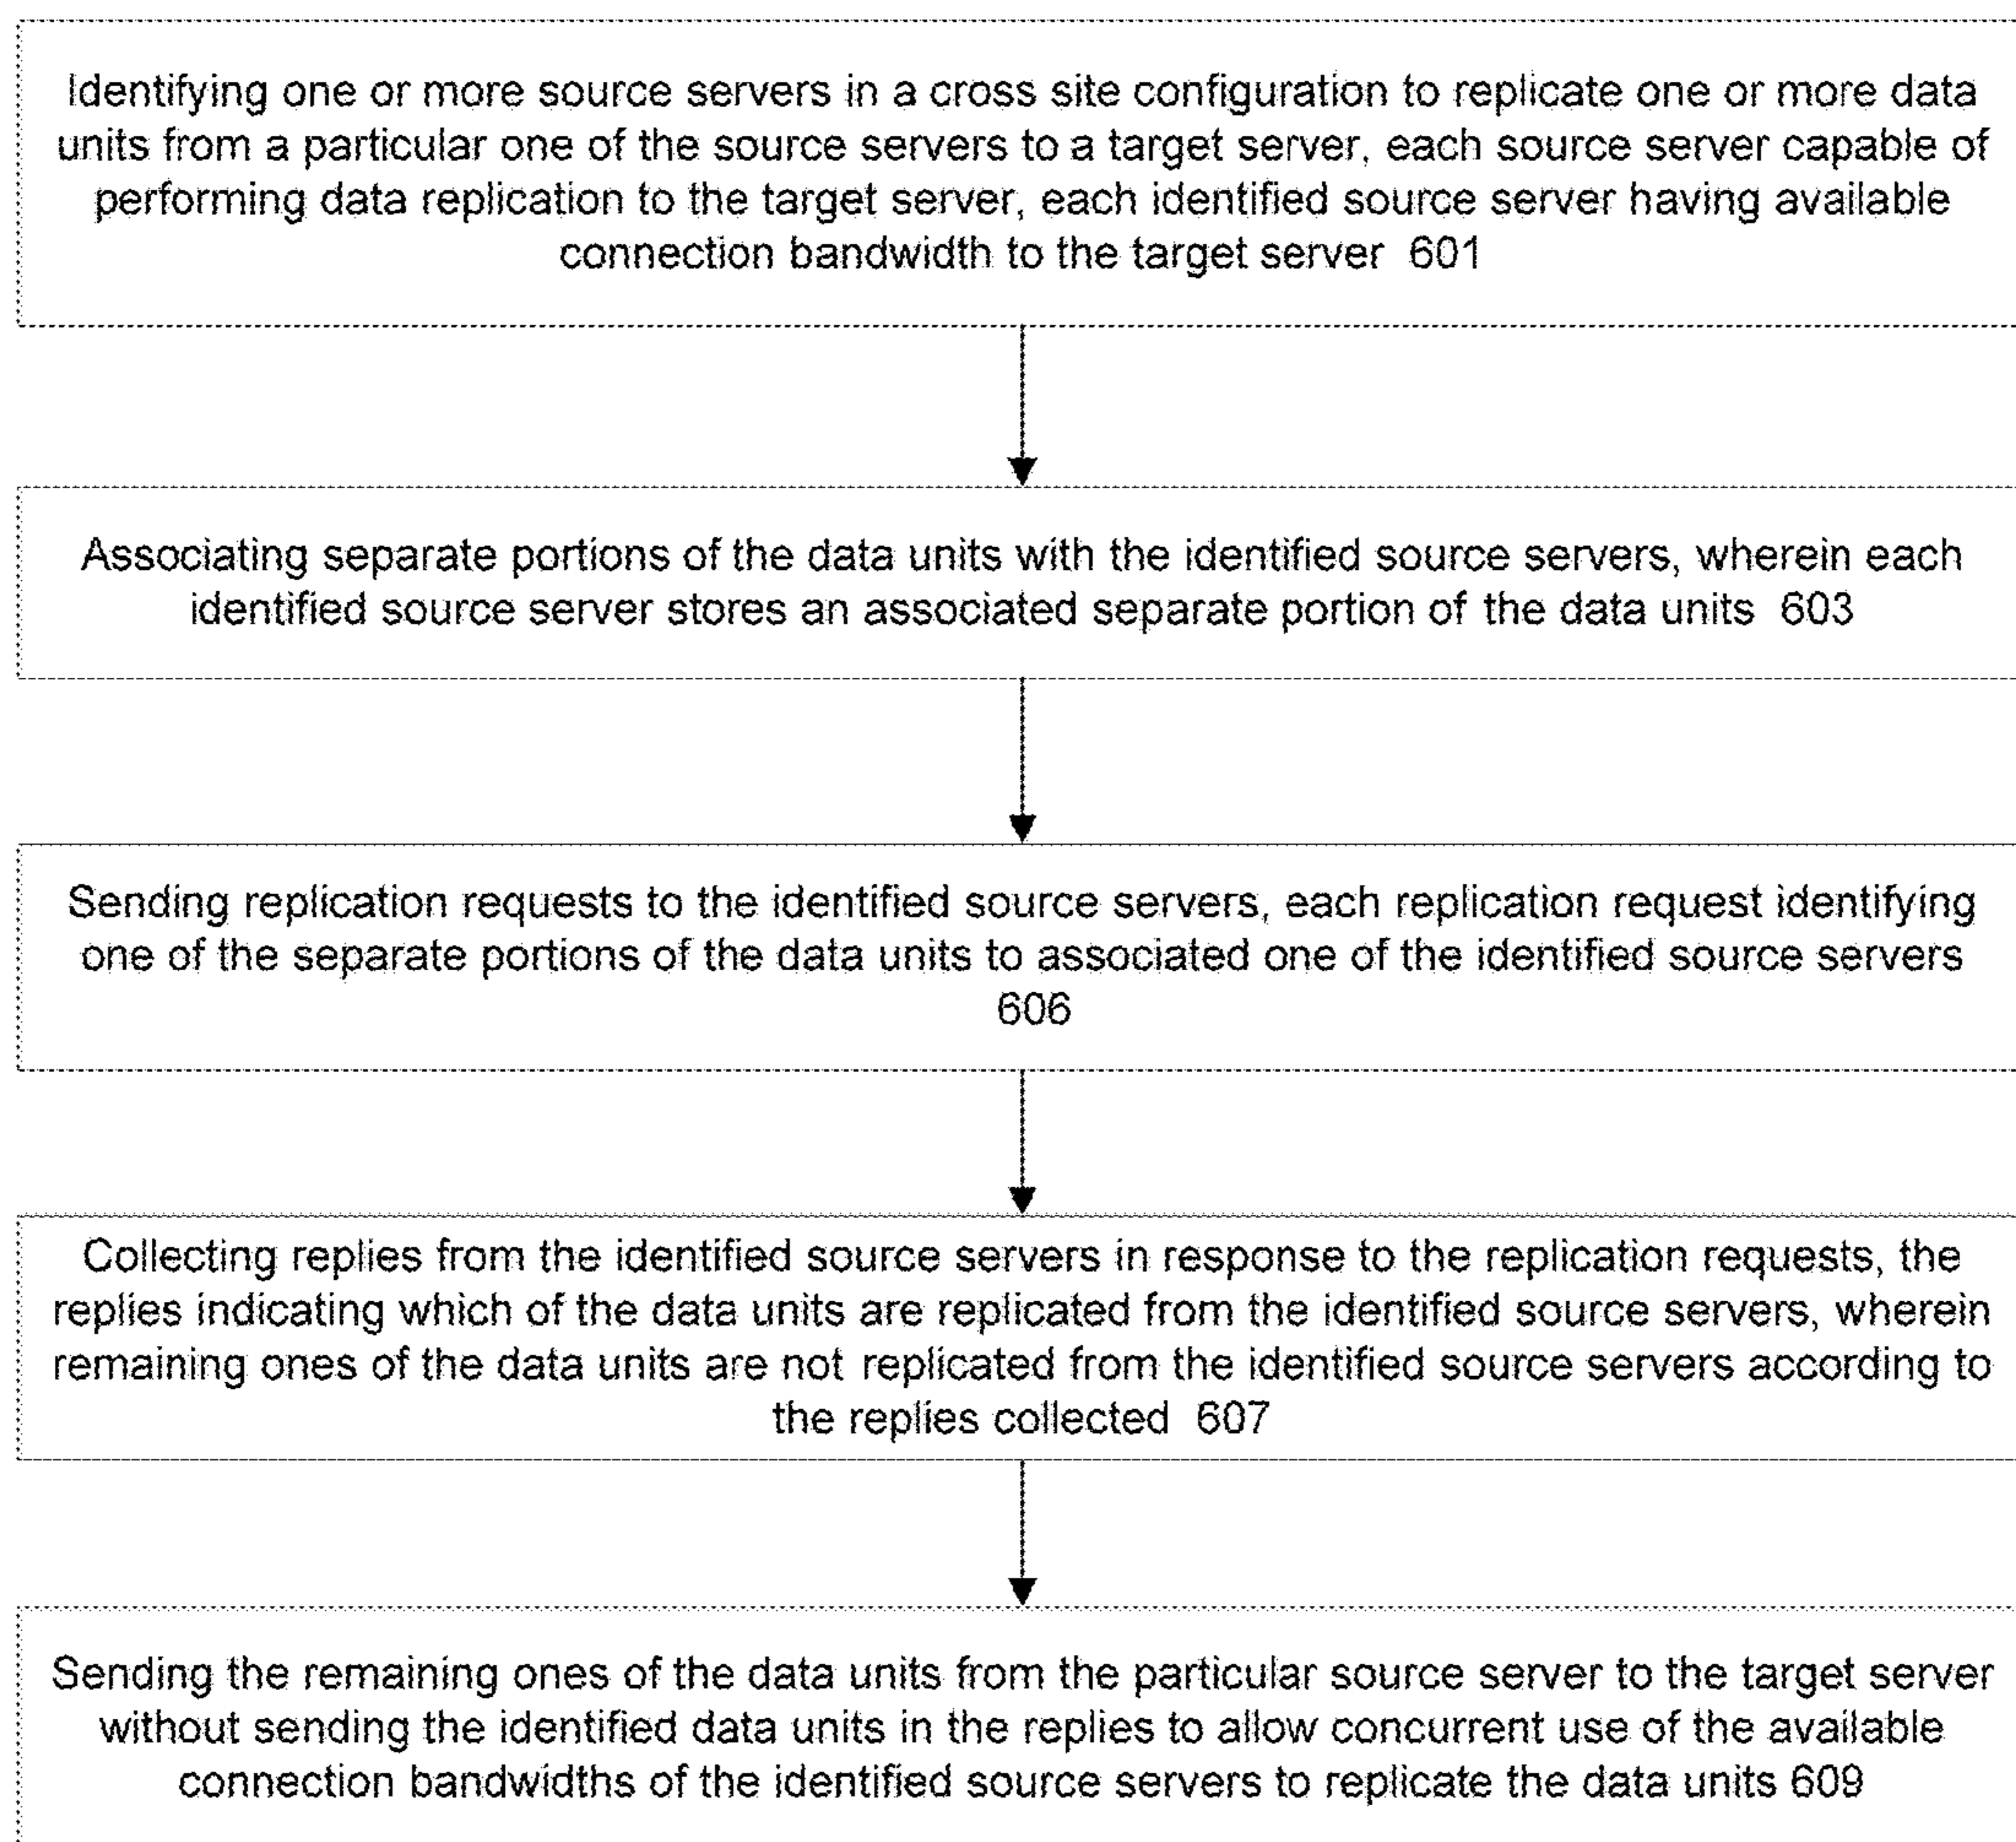 Identifying one or more source servers in a cross site configuration to replicate one or more data
units from a particular one of the source servers to a target server, each source server capable of
performing data replication to the target server, each identified source server having available
connection bandwidth to the target server 601
Associating separate portions of the data units with the identified source servers, wherein each
identified source server stores an associated separate portion of the data units 603
Sending replication requests to the identified source servers, each replication request identifying
one of the separate portions of the data units to associated one of the identified source servers
606
Collecting replies from the identified source servers in response to the replication requests, the
replies indicating which of the data units are replicated from the identified source servers, wherein
remaining ones of the data units are not replicated from the identified source servers according to
the replies collected 607
Sending the remaining ones of the data units from the particular source server to the target server
without sending the identified data units in the replies to allow concurrent use of the available
connection bandwidths of the identified source servers to replicate the data units 609